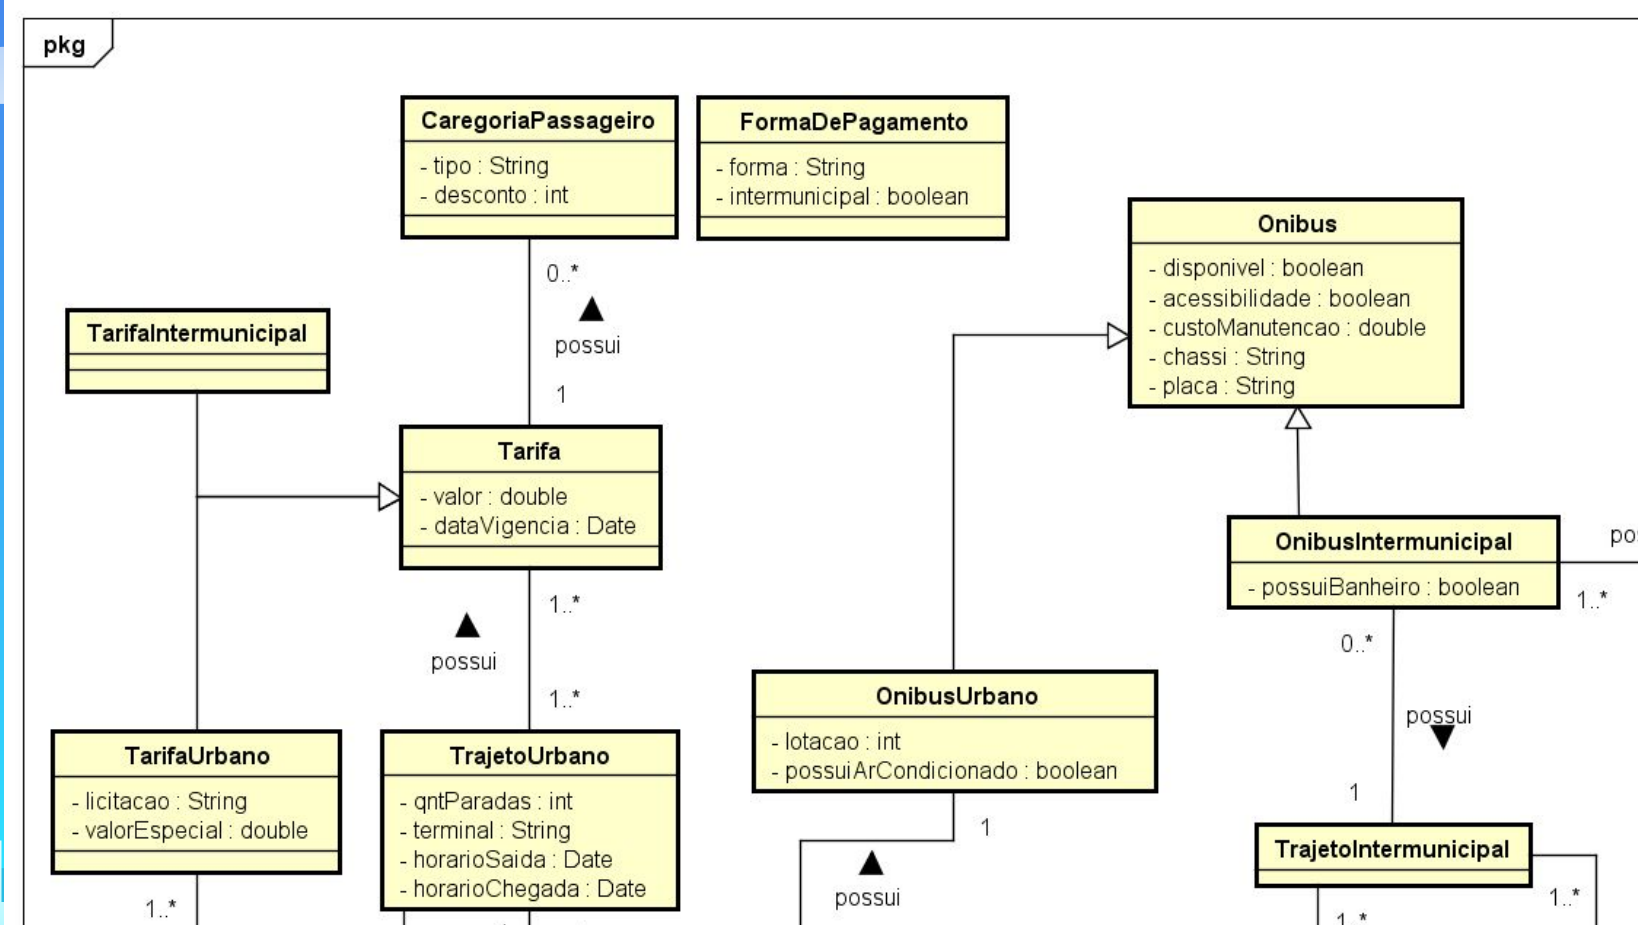 pkg
CaregoriaPassageiro
- tipo : String
- desconto : int
FormaDePagamento
- forma : String
- intermunicipal : boolean
Onibus
- disponivel : boolean
- acessibilidade : boolean
- custoManutencao : double
- chassi : String
- placa : String
0..*
possui
1
TarifaIntermunicipal
Tarifa
- valor : double
- dataVigencia : Date
1..*
possui
1..*
OnibusIntermunicipal
- possuiBanheiro : boolean
1..*
0..*
possui
1
OnibusUrbano
- lotacao : int
- possuiArCondicionado : boolean
1
possui
TarifaUrbano
- licitacao : String
- valorEspecial : double
1..*
TrajetoUrbano
- qntParadas : int
- terminal : String
- horarioSaida : Date
- horarioChegada : Date
TrajetoIntermunicipal
1..*
1..*